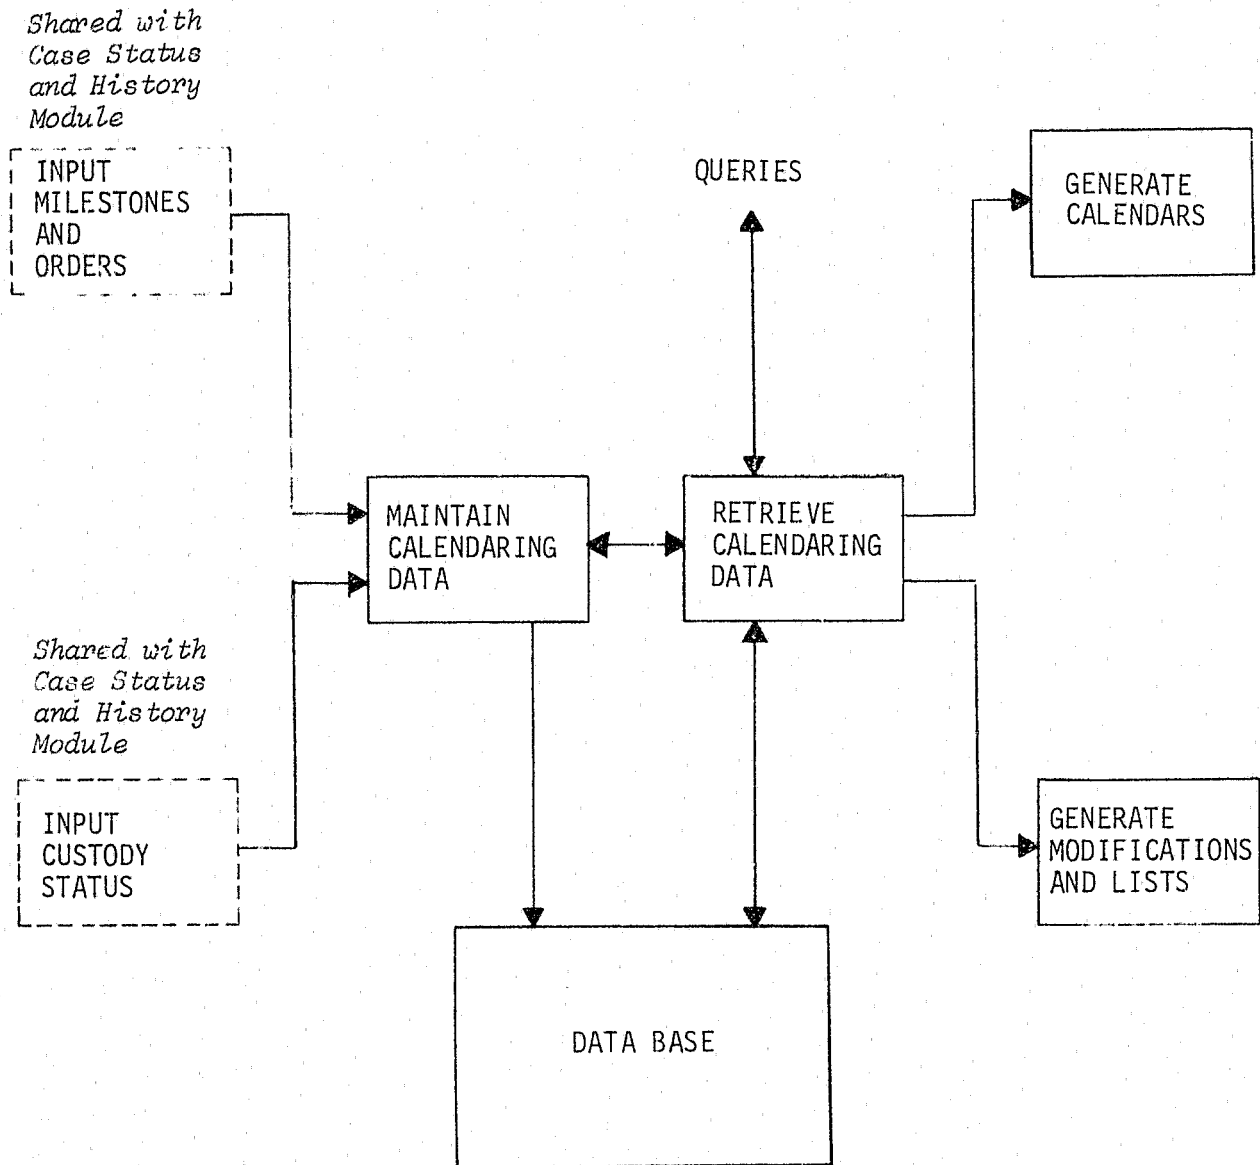 Shared with
Case Status
and History
Module
INPUT
MILESTONES
AND
ORDERS
QUERIES
GENERATE
CALENDARS
MAINTAIN
CALENDARING
DATA
RETRIEVE
CALENDARING
DATA
Shared with
Case Status
and History
Module
INPUT
CUSTODY
STATUS
GENERATE
MODIFICATIONS
AND LISTS
DATA BASE